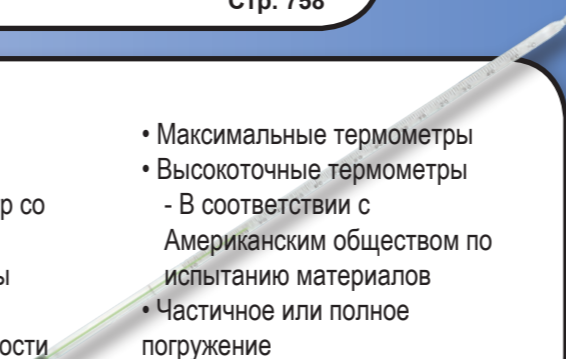 Стр. 758
• Максимальные термометры
• Высокоточные термометры
р со
- В соответствии с
Американским обществом по
ы
испытанию материалов
• Частичное или полное
ости
погружение